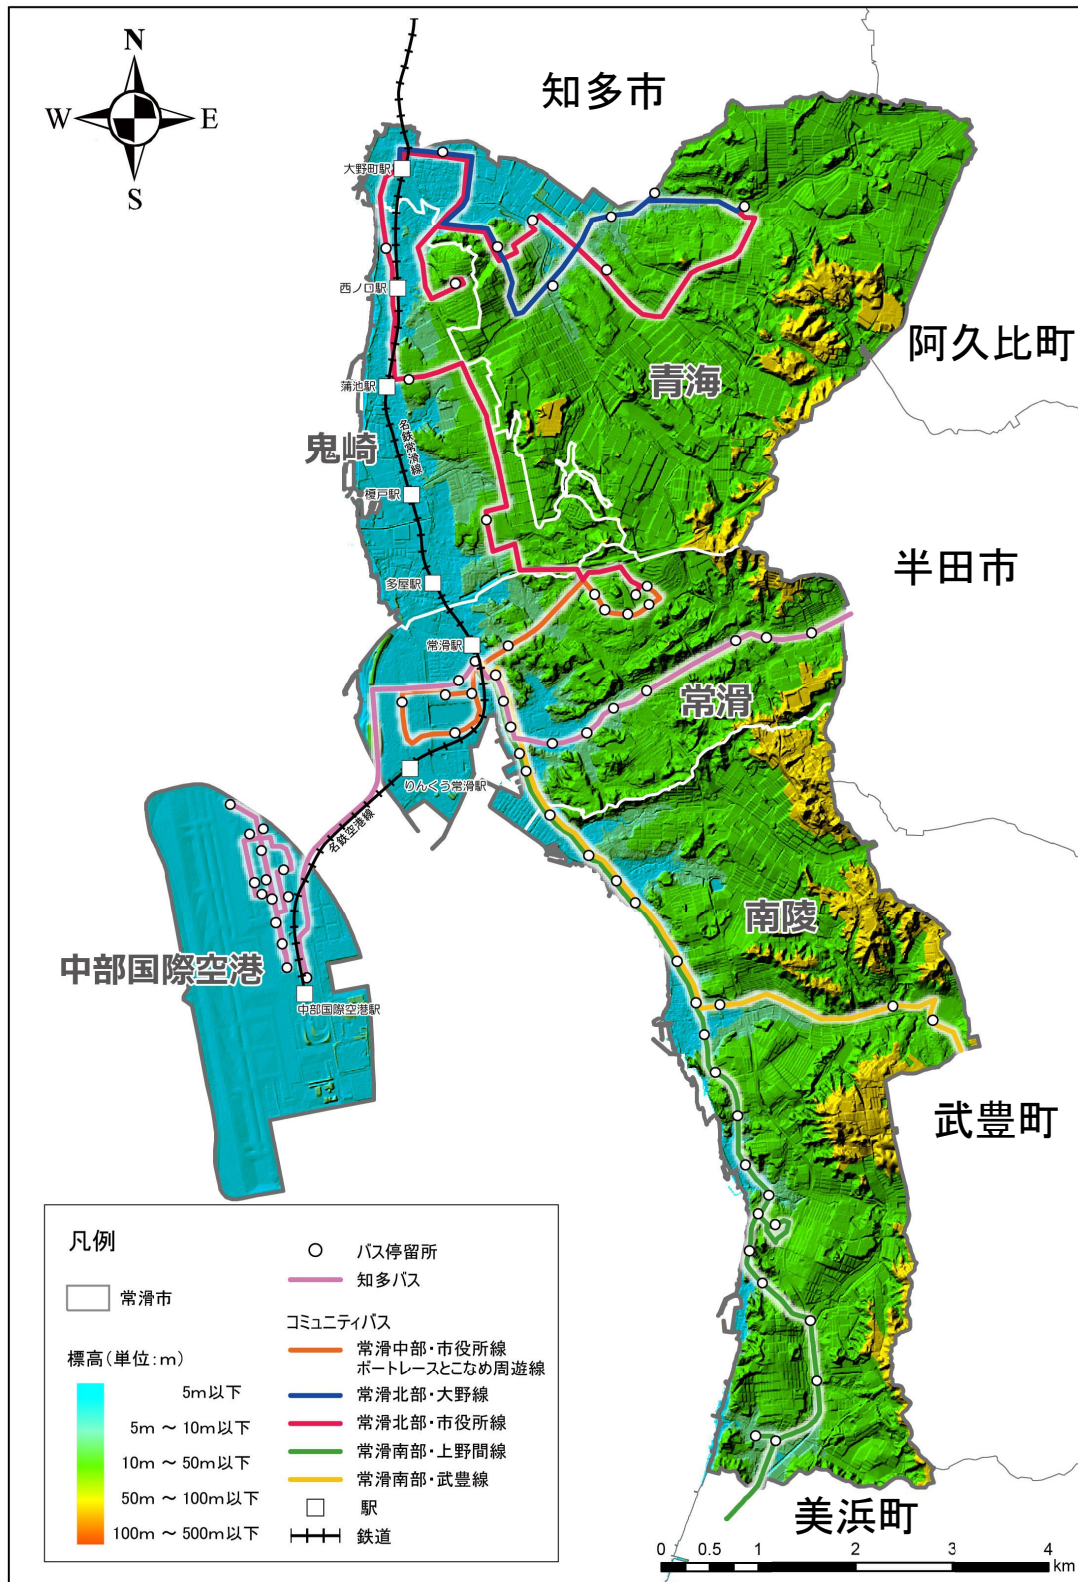 N
W
E
S
知多市
大野町駅
西ノ口駅
阿久比町
青海
蒲池駅
鬼崎
名鉄常滑線
榎戸駅
半田市
多屋駅
常滑駅
常滑
りんくう常滑駅
名鉄空港線
南陵
中部国際空港
中部国際空港駅
武豊町
凡例
常滑市
標高(単位:m)
5m以下
5m ~ 10m以下
10m ~ 50m以下
50m ~ 100m以下
100m ~ 500m以下
バス停留所
知多バス
コミュニティバス
常滑中部・市役所線
ボートレースとこなめ周遊線
常滑北部・大野線
常滑北部・市役所線
常滑南部・上野間線
常滑南部・武豊線
駅
鉄道
美浜町
0 0.5 1 2 3 4
km